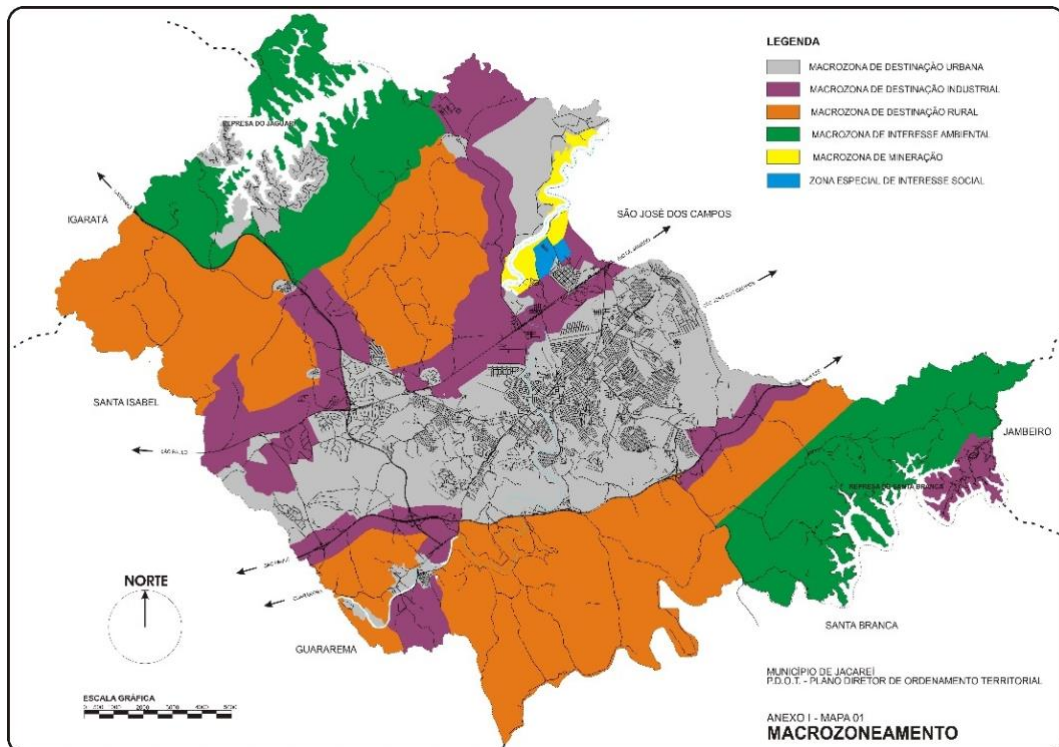 LEGENDA
MACROZONA DE DESTINAÇÃO URBANA
MACROZONA DE DESTINAÇÃO INDUSTRIAL
MACROZONA DE DESTINAÇÃO RURAL
MACROZONA DE INTERESSE AMBIENTAL
MACROZONA DE MINERAÇÃO
ZONA ESPECIAL DE INTERESSE SOCIAL
REPRESA DO JAGUARI
IGARATÁ
SÃO JOSÉ DOS CAMPOS
SANTA ISABEL
SÃO PAULO
JAMBEIRO
REPRESA DO SANTA BRANCA
GUARAREMA
SANTA BRANCA
NORTE
ESCALA GRÁFICA
MUNICÍPIO DE JACAREÍ
P.D.O.T. - PLANO DIRETOR DE ORDENAMENTO TERRITORIAL
ANEXO I - MAPA 01
MACROZONEAMENTO